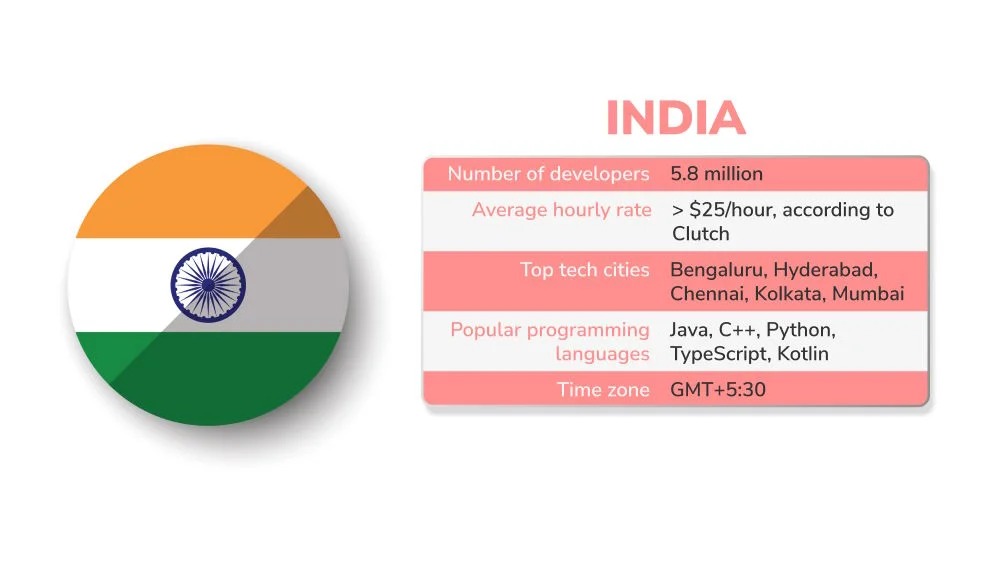 INDIA
Number of developers 5.8 million
Average hourly rate > $25/hour, according to
Clutch
Top tech cities Bengaluru, Hyderabad,
Chennai, Kolkata, Mumbai
Popular programming Java, C++, Python,
languages TypeScript, Kotlin
Time zone GMT+5:30